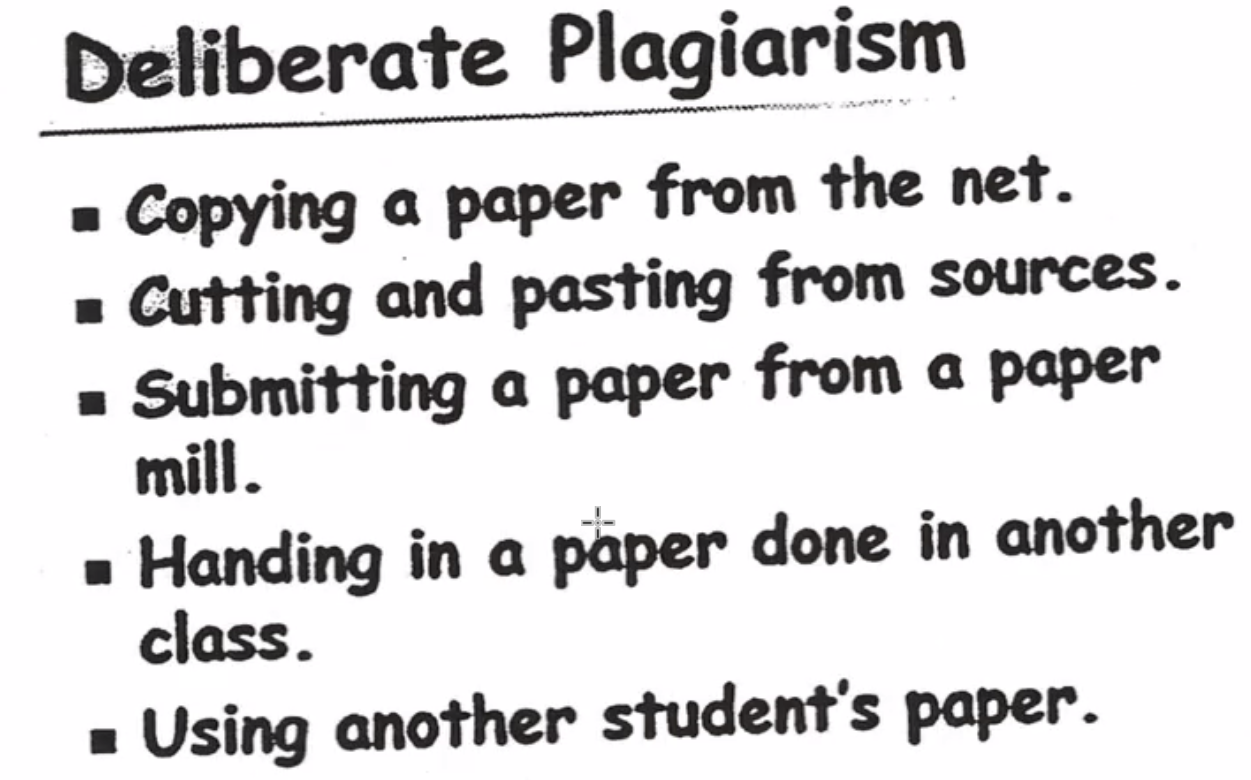 Deliberate Plagiarism
▪ Copying a paper from the net.
▪ Cutting and pasting from sources.
▪ Submitting a paper from a paper
mill.
▪ Handing in a paper done in another
class.
▪ Using another student's paper.